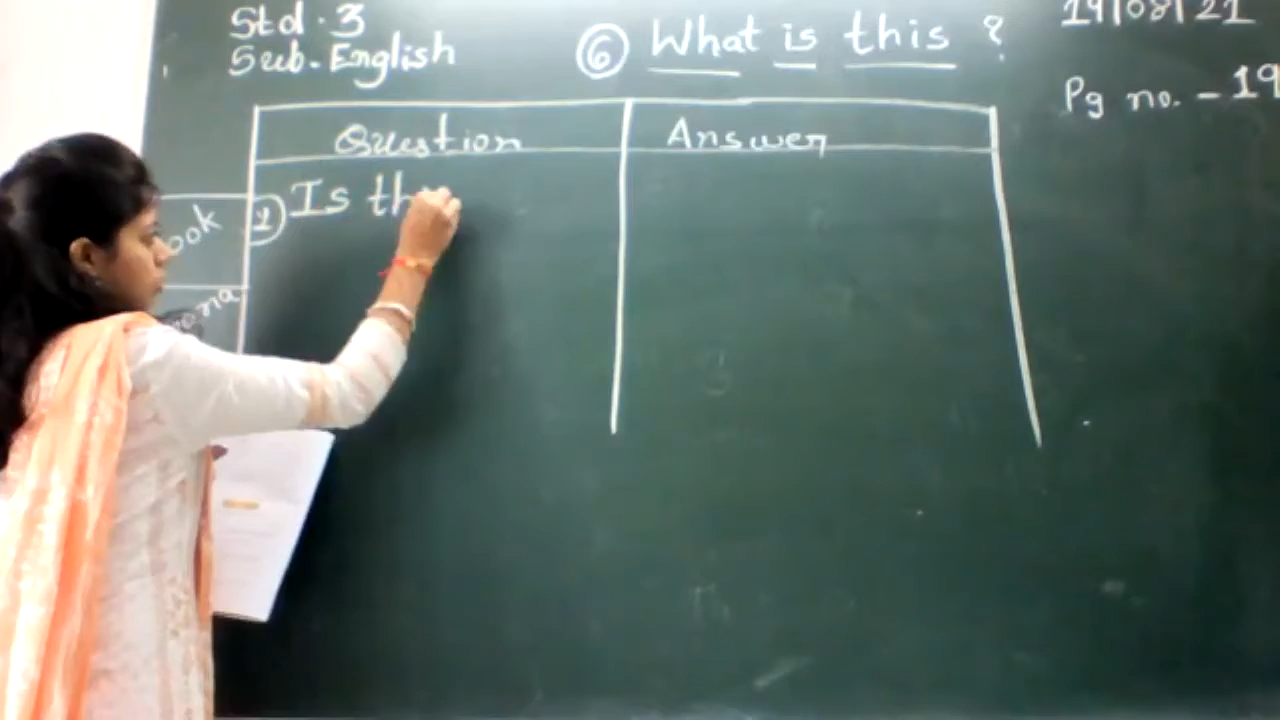 Std. 3
Sub. English
6 What is this ?
19/08/21
Pg no. - 19
Question
Answer
1 Is th
ook